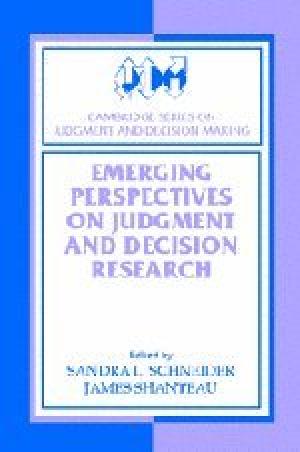 CAMBRIDGE SERIES ON
JUDGMENT AND DECISION MAKING
EMERGING
PERSPECTIVES
ON JUDGMENT
AND DECISION
RESEARCH
Edited by
SANDRA L. SCHNEIDER
JAMES SHANTEAU